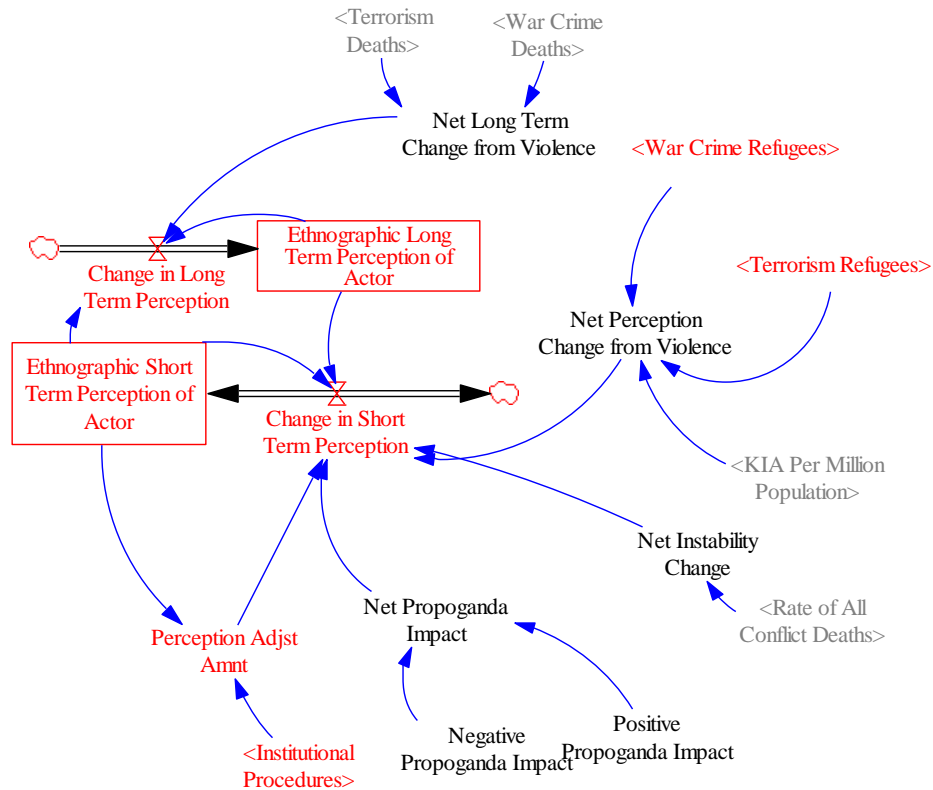 <Terrorism
Deaths>
<War Crime
Deaths>
Net Long Term
Change from Violence
<War Crime Refugees>
Ethnographic Long
Term Perception of
Actor
Change in Long
Term Perception
<Terrorism Refugees>
Net Perception
Change from Violence
Ethnographic Short
Term Perception of
Actor
Change in Short
Term Perception
<KIA Per Million
Population>
Net Instability
Change
<Rate of All
Conflict Deaths>
Net Propoganda
Impact
Perception Adjst
Amnt
<Institutional
Procedures>
Negative
Propoganda Impact
Positive
Propoganda Impact